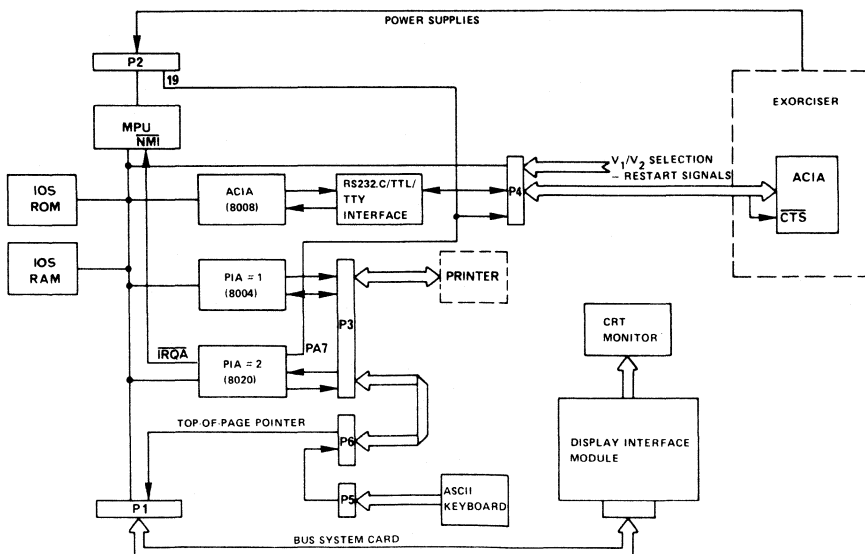 POWER SUPPLIES
P2
19
EXORCISER
MPU
NMI
V1/V2 SELECTION
– RESTART SIGNALS
P4
IOS
ROM
ACIA
(8008)
RS232.C/TTL/
TTY
INTERFACE
ACIA
CTS
IOS
RAM
PIA = 1
(8004)
P3
PRINTER
CRT
MONITOR
IRQA
PIA = 2
(8020)
PA7
TOP-OF-PAGE POINTER
P6
DISPLAY INTERFACE
MODULE
P5
ASCII
KEYBOARD
P1
BUS SYSTEM CARD